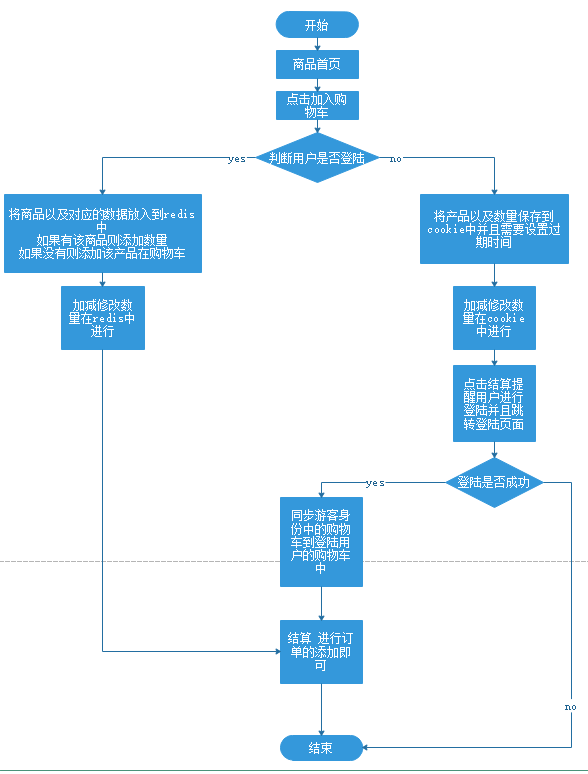 开始
商品首页
点击加入购
物车
判断用户是否登陆
yes
no
将商品以及对应的数据放入到redis
中
如果有该商品则添加数量
如果没有则添加该产品在购物车
将产品以及数量保存到
cookie中并且需要设置过
期时间
加减修改数
量在redis中
进行
加减修改数
量在cookie
中进行
点击结算提
醒用户进行
登陆并且跳
转登陆页面
登陆是否成功
yes
同步游客身
份中的购物
车到登陆用
户的购物车
中
结算 进行订
单的添加即
可
no
结束